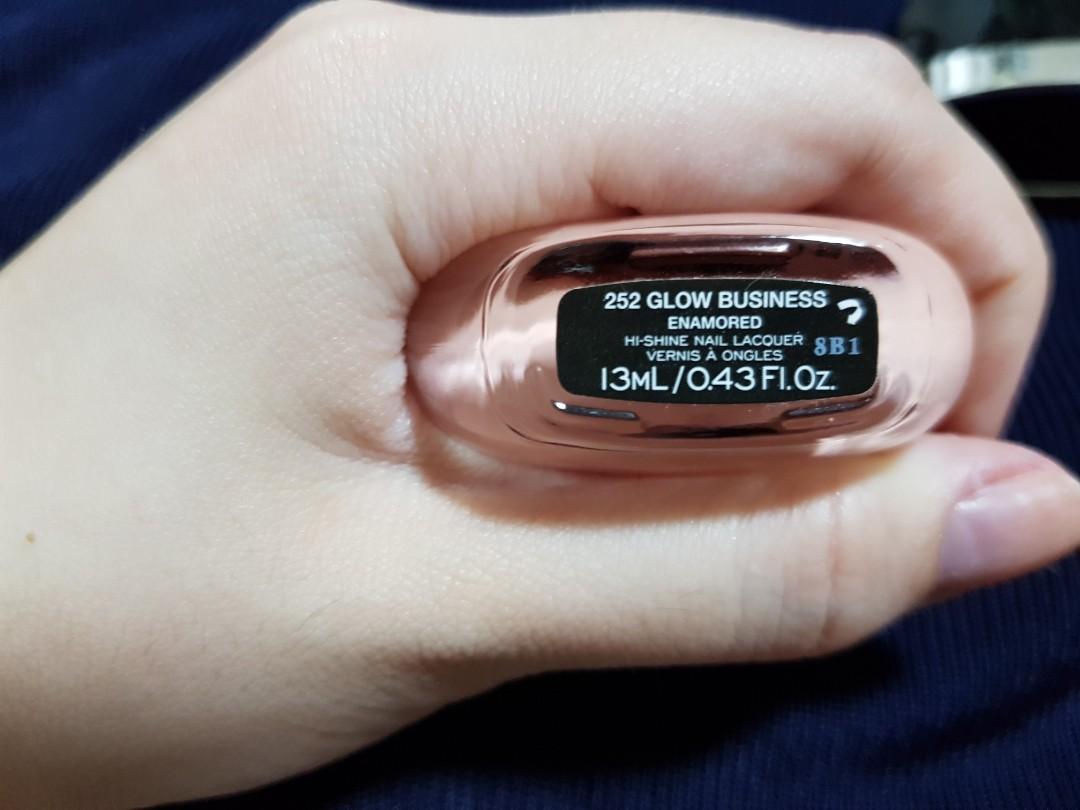 252 GLOW BUSINESS
ENAMORED
HI-SHINE NAIL LACQUER
VERNIS À ONGLES
8B1
13ML/0.43 Fl.Oz.